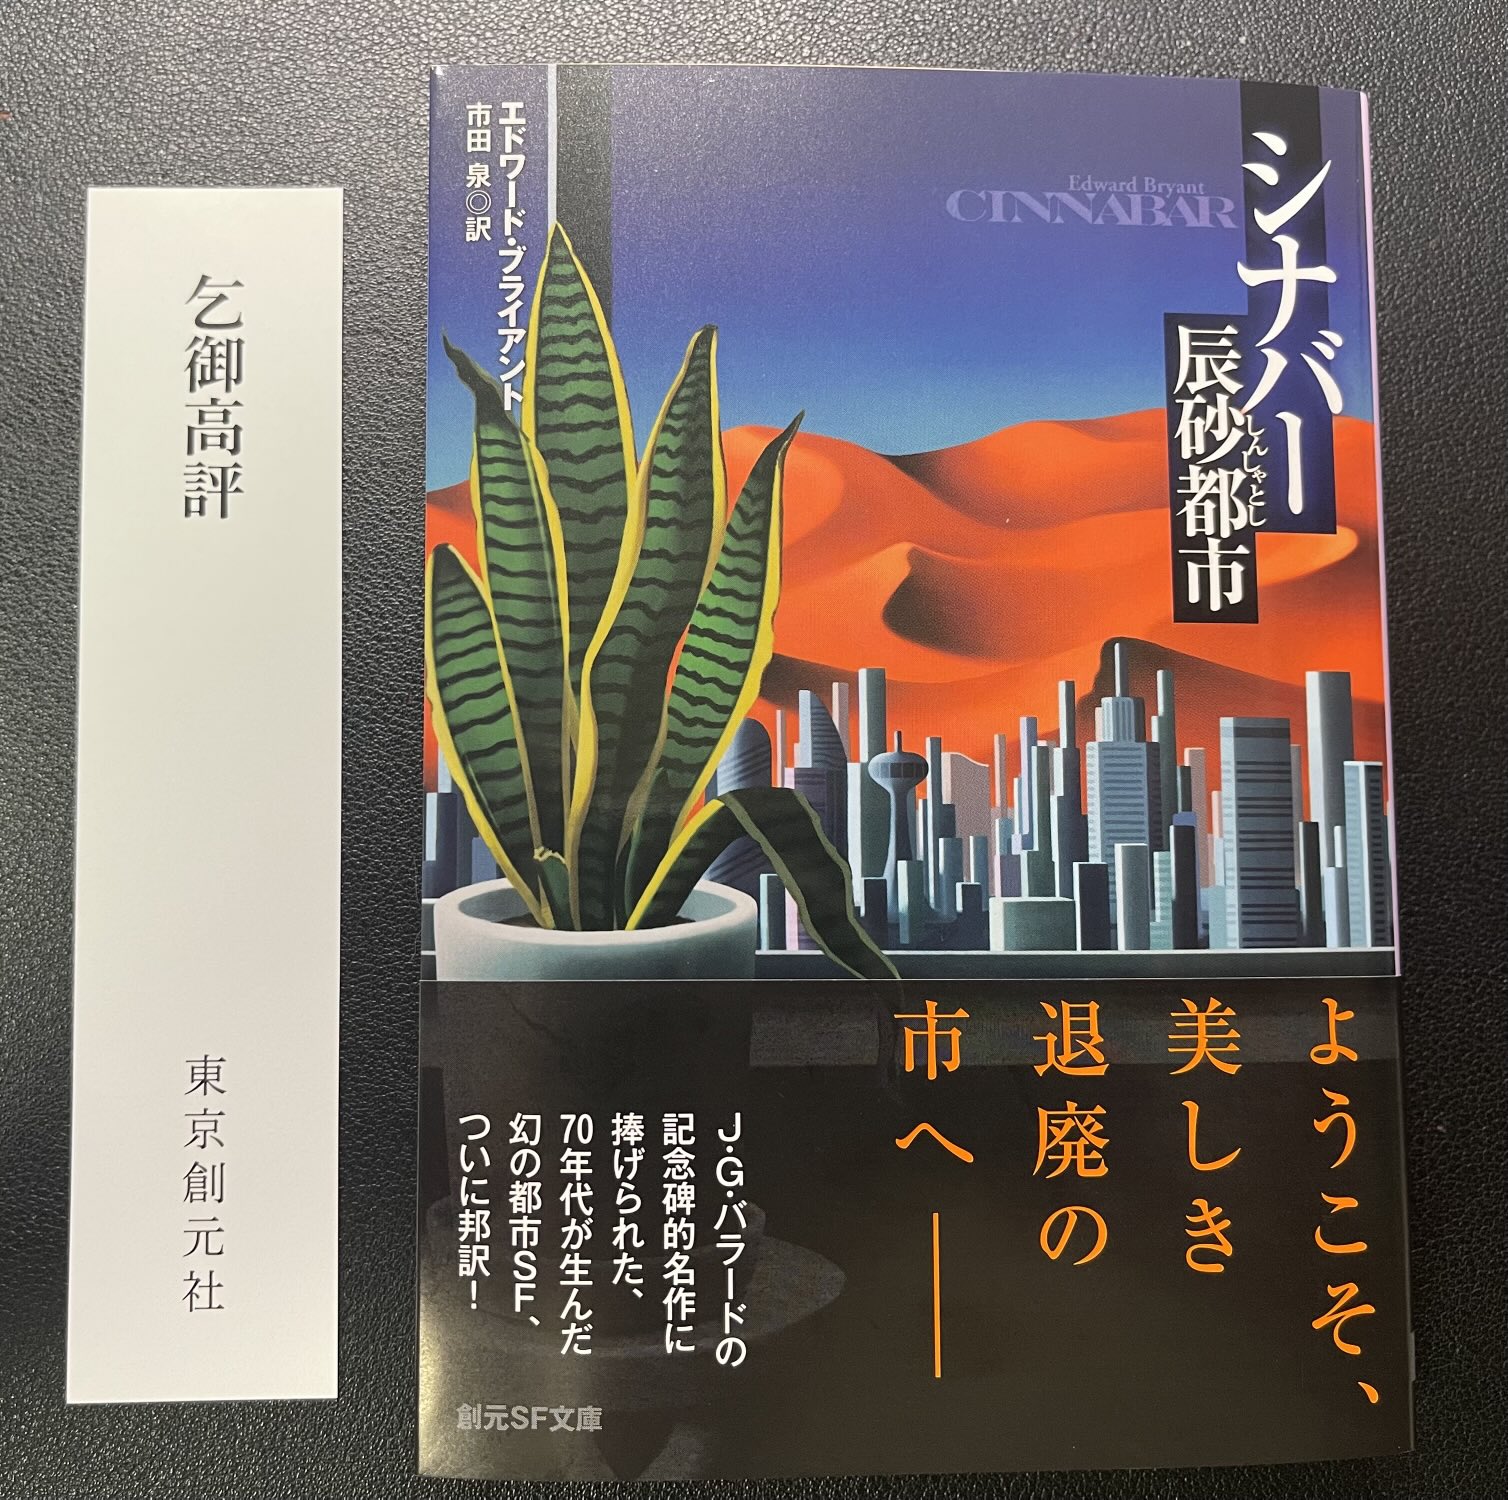 シナバー
辰砂都市
しんしゃとし
Edward Bryant
CINNABAR
エドワード・ブライアント
市田 泉◎訳
ようこそ、
美しき
退廃の
市へ――
J・G・バラードの
記念碑的名作に
捧げられた、
70年代が生んだ
幻の都市SF、
ついに邦訳！
創元SF文庫
乞御高評
東京創元社